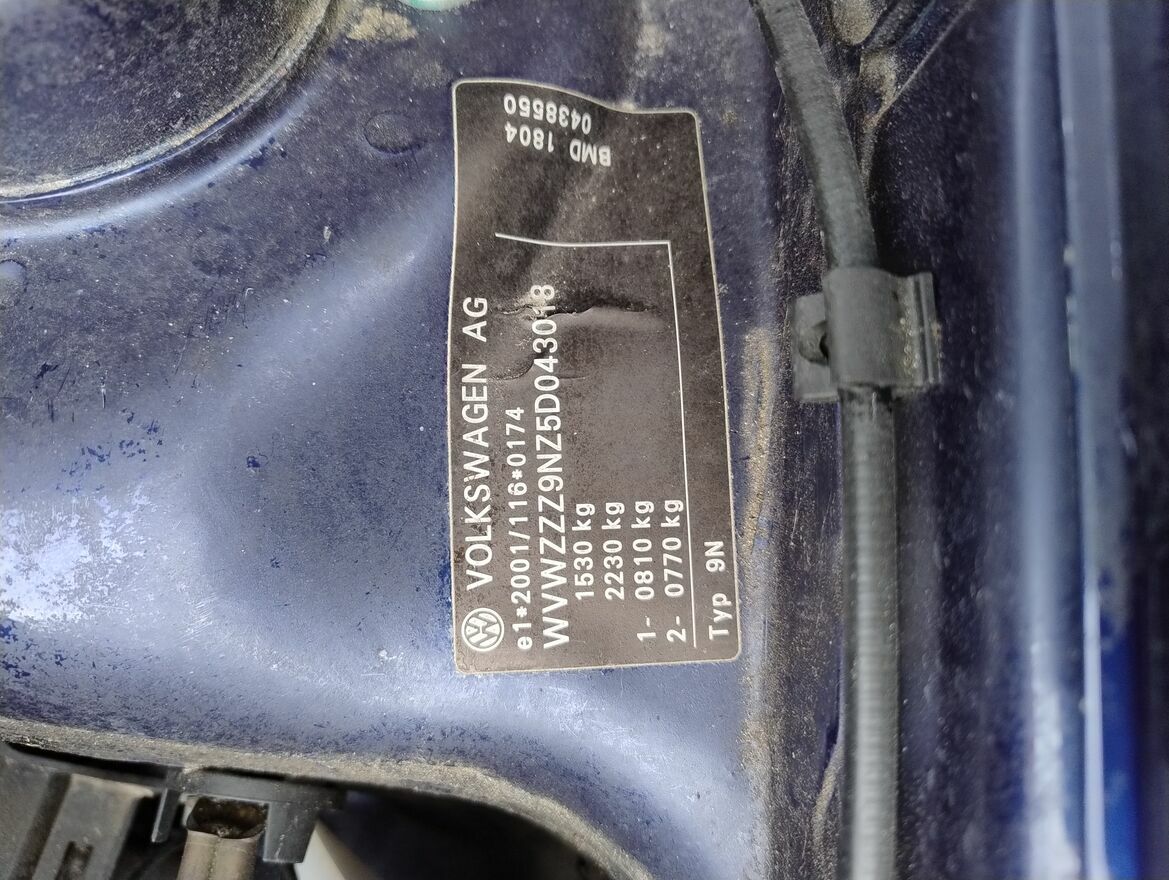 VOLKSWAGEN AG
e1*2001/116*0174
WVWZZZ9NZ5D043018
1530 kg
2230 kg
1- 0810 kg
2- 0770 kg
Typ 9N
BMD 1804
0438550